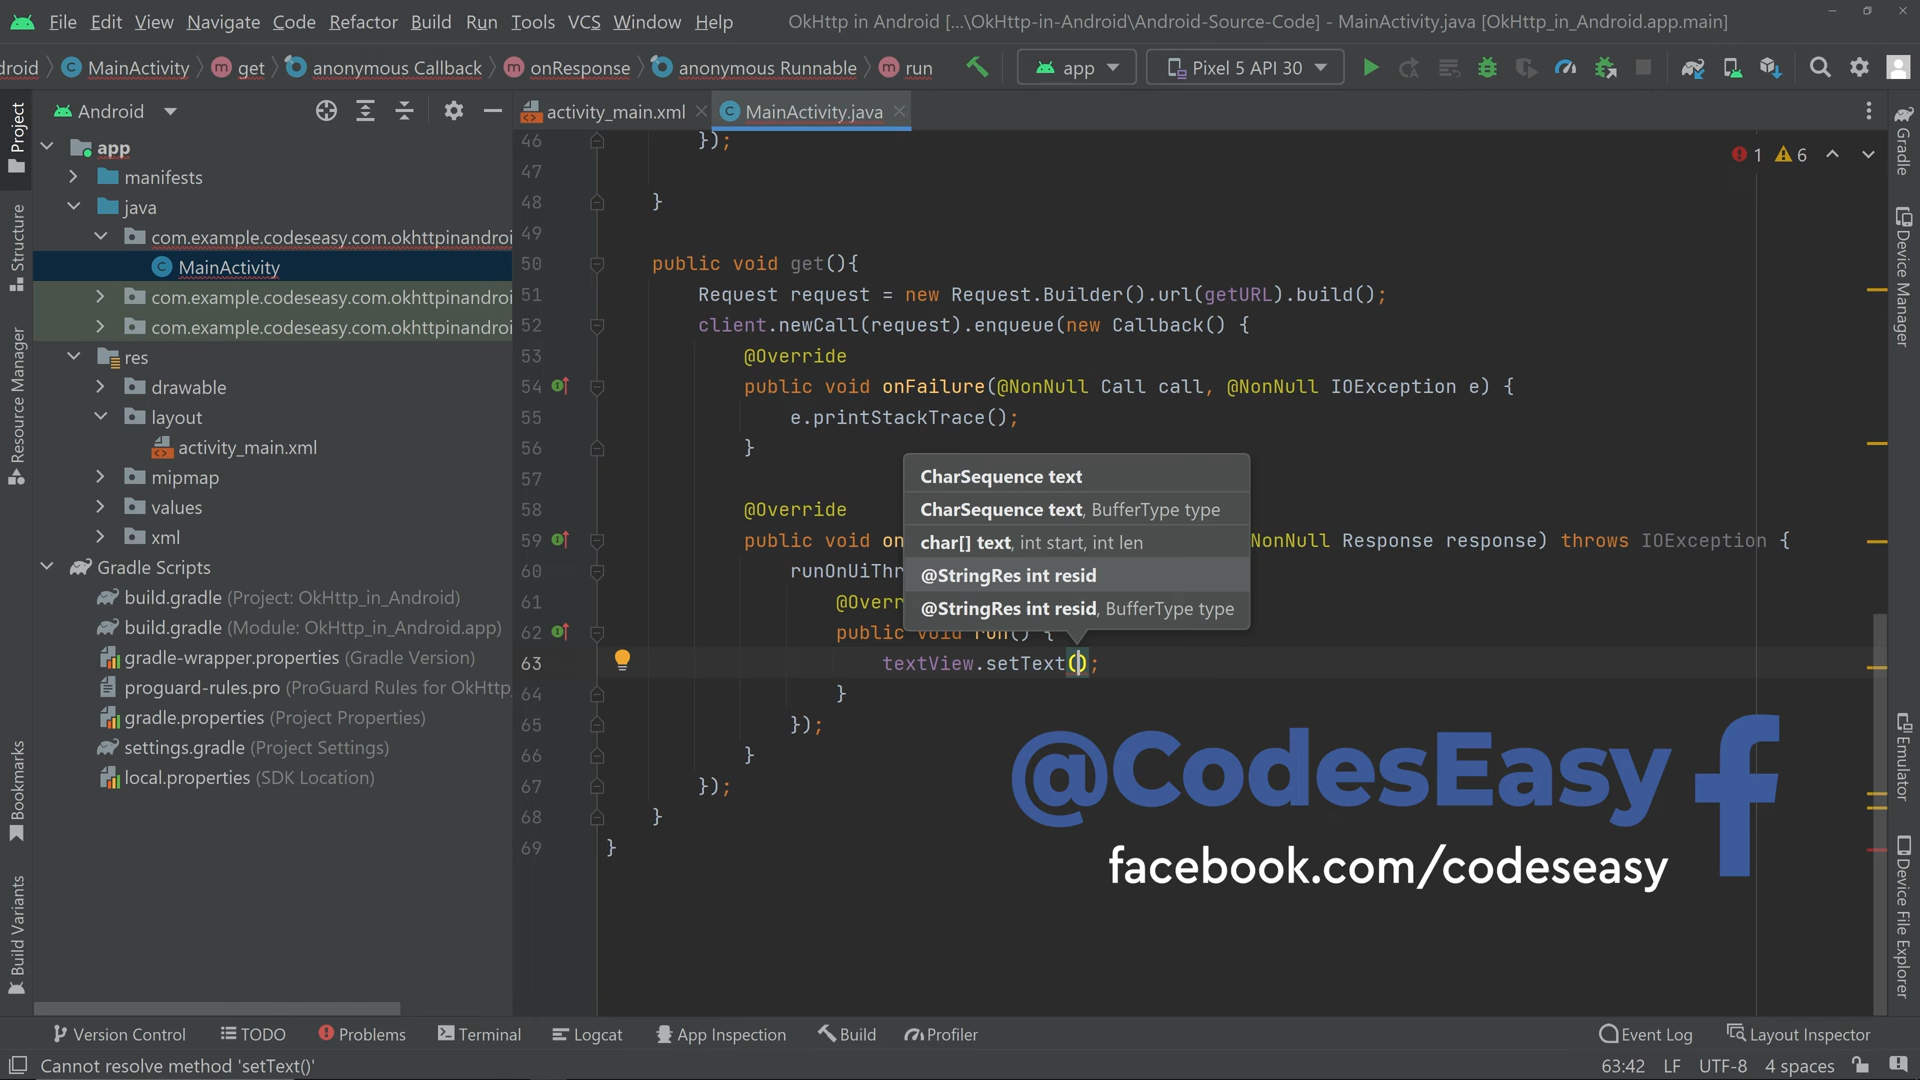 File Edit View Navigate Code Refactor Build Run Tools VCS Window Help OkHttp in Android [...\OkHttp-in-Android\Android-Source-Code] - MainActivity.java [OkHttp_in_Android.app.main]
droid MainActivity get anonymous Callback onResponse anonymous Runnable run app Pixel 5 API 30
Android
activity_main.xml MainActivity.java
Project
Structure
Resource Manager
Bookmarks
Build Variants
app
manifests
java
com.example.codeseasy.com.okhttpinandroi
MainActivity
com.example.codeseasy.com.okhttpinandroi
com.example.codeseasy.com.okhttpinandroi
res
drawable
layout
activity_main.xml
mipmap
values
xml
Gradle Scripts
build.gradle (Project: OkHttp_in_Android)
build.gradle (Module: OkHttp_in_Android.app)
gradle-wrapper.properties (Gradle Version)
proguard-rules.pro (ProGuard Rules for OkHttp_
gradle.properties (Project Properties)
settings.gradle (Project Settings)
local.properties (SDK Location)
1 6
46 });
47
48 }
49
50 public void get(){
51 Request request = new Request.Builder().url(getURL).build();
52 client.newCall(request).enqueue(new Callback() {
53 @Override
54 public void onFailure(@NonNull Call call, @NonNull IOException e) {
55 e.printStackTrace();
56 }
57
58 @Override
59 public void on NonNull Response response) throws IOException {
60 runOnUiThr
61 @Overr
62 public void run() {
63 textView.setText();
64 }
65 });
66 }
67 });
68 }
69 }
CharSequence text
CharSequence text, BufferType type
char[] text, int start, int len
@StringRes int resid
@StringRes int resid, BufferType type
@CodesEasy f
facebook.com/codeseasy
Gradle
Device Manager
Emulator
Device File Explorer
Version Control TODO Problems Terminal Logcat App Inspection Build Profiler Event Log Layout Inspector
Cannot resolve method 'setText()' 63:42 LF UTF-8 4 spaces